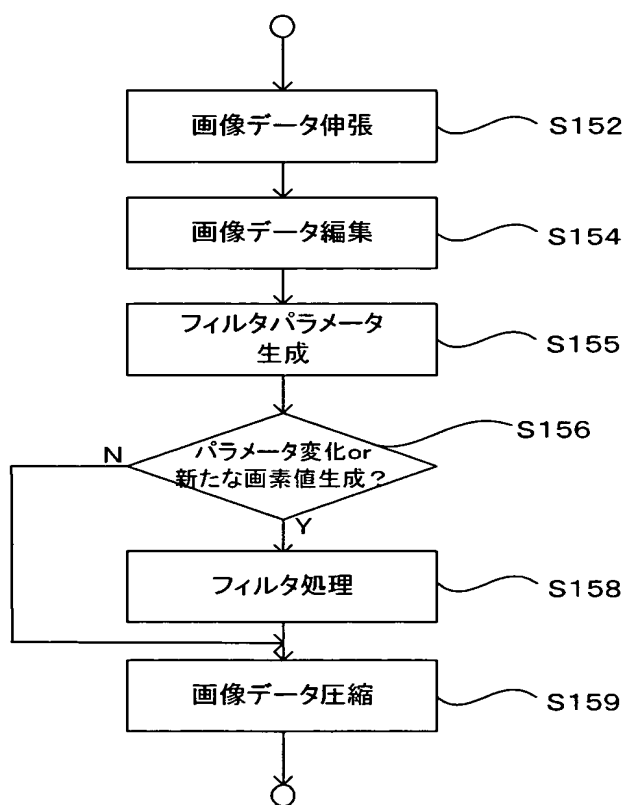 画像データ伸張
S152
画像データ編集
S154
フィルタパラメータ
生成
S155
パラメータ変化or
新たな画素値生成？
S156
N
Y
フィルタ処理
S158
画像データ圧縮
S159